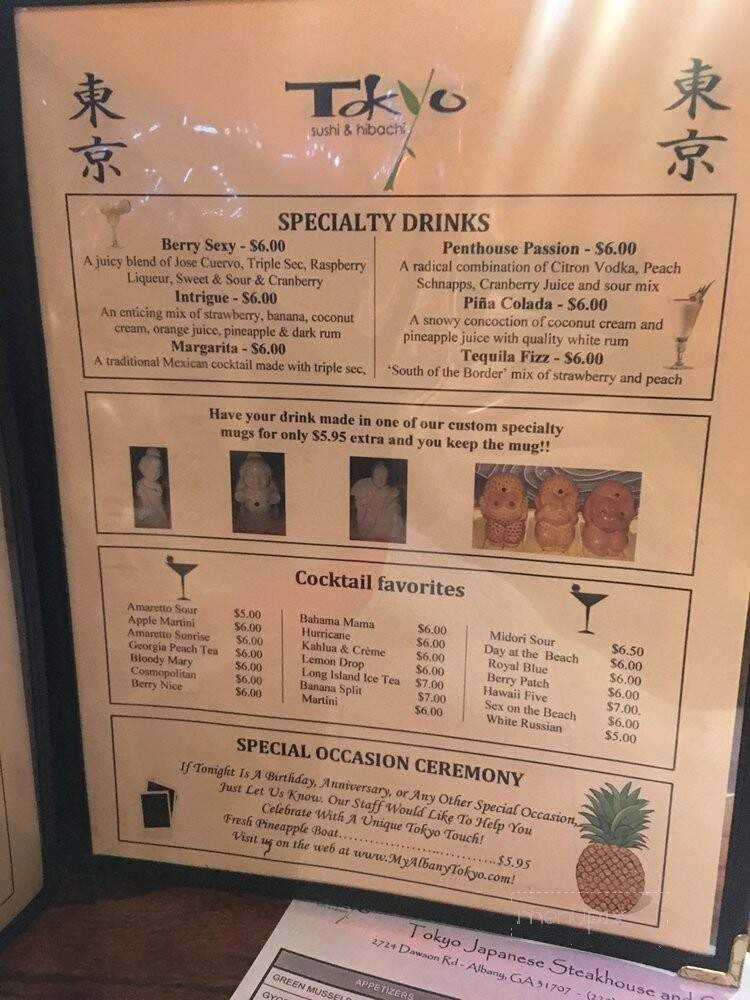 東京
Tokyo
sushi & hibachi
東京
SPECIALTY DRINKS
Berry Sexy - $6.00
A juicy blend of Jose Cuervo, Triple Sec, Raspberry
Liqueur, Sweet & Sour & Cranberry
Intrigue - $6.00
An enticing mix of strawberry, banana, coconut
cream, orange juice, pineapple & dark rum
Margarita - $6.00
A traditional Mexican cocktail made with triple sec,
Penthouse Passion - $6.00
A radical combination of Citron Vodka, Peach
Schnapps, Cranberry Juice and sour mix
Piña Colada - $6.00
A snowy concoction of coconut cream and
pineapple juice with quality white rum
Tequila Fizz - $6.00
‘South of the Border’ mix of strawberry and peach
Have your drink made in one of our custom specialty
mugs for only $5.95 extra and you keep the mug!!
Cocktail favorites
Amaretto Sour $5.00
Apple Martini $6.00
Amaretto Sunrise $6.00
Georgia Peach Tea $6.00
Bloody Mary $6.00
Cosmopolitan $6.00
Berry Nice $6.00
Bahama Mama $6.00
Hurricane $6.00
Kahlua & Crème $6.00
Lemon Drop $6.00
Long Island Ice Tea $7.00
Banana Split $7.00
Martini $6.00
Midori Sour $6.50
Day at the Beach $6.00
Royal Blue $6.00
Berry Patch $6.00
Hawaii Five $7.00.
Sex on the Beach $6.00
White Russian $5.00
SPECIAL OCCASION CEREMONY
If Tonight Is A Birthday, Anniversary, or Any Other Special Occasion,
Just Let Us Know. Our Staff Would Like To Help You
Celebrate With A Unique Tokyo Touch!
Fresh Pineapple Boat..............................$5.95
Visit us on the web at www.MyAlbanyTokyo.com!
menupix
Tokyo Japanese Steakhouse and
2724 Dawson Rd - Albany, GA 31707 -
APPETIZERS
GREEN MUSSELS